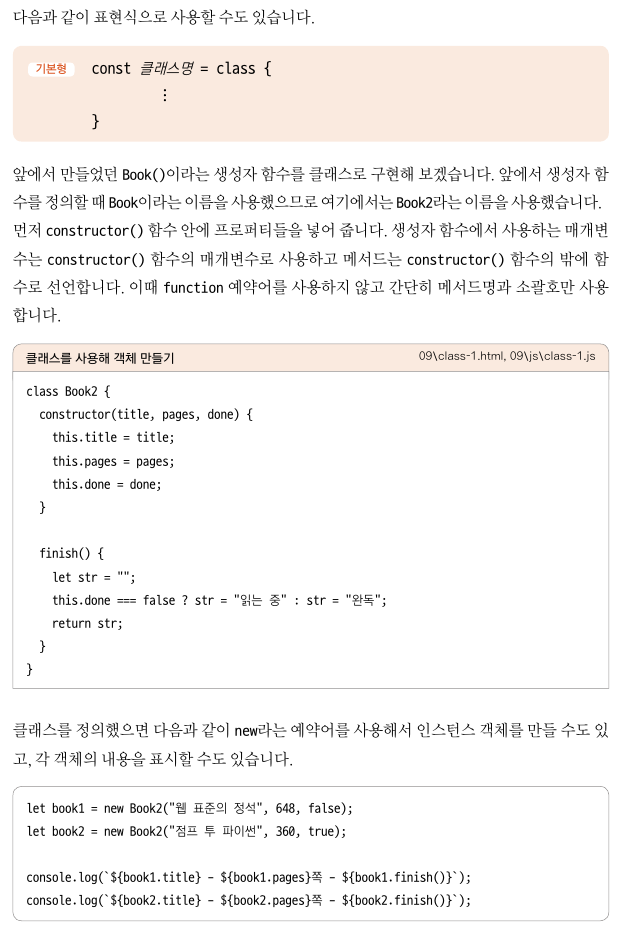 다음과 같이 표현식으로 사용할 수도 있습니다.
기본형 const 클래스명 = class {
⋮
}
앞에서 만들었던 Book()이라는 생성자 함수를 클래스로 구현해 보겠습니다. 앞에서 생성자 함
수를 정의할 때 Book이라는 이름을 사용했으므로 여기에서는 Book2라는 이름을 사용했습니다.
먼저 constructor() 함수 안에 프로퍼티들을 넣어 줍니다. 생성자 함수에서 사용하는 매개변
수는 constructor() 함수의 매개변수로 사용하고 메서드는 constructor() 함수의 밖에 함
수로 선언합니다. 이때 function 예약어를 사용하지 않고 간단히 메서드명과 소괄호만 사용
합니다.
클래스를 사용해 객체 만들기 09\class-1.html, 09\js\class-1.js
class Book2 {
  constructor(title, pages, done) {
    this.title = title;
    this.pages = pages;
    this.done = done;
  }
  finish() {
    let str = "";
    this.done === false ? str = "읽는 중" : str = "완독";
    return str;
  }
}
클래스를 정의했으면 다음과 같이 new라는 예약어를 사용해서 인스턴스 객체를 만들 수도 있
고, 각 객체의 내용을 표시할 수도 있습니다.
let book1 = new Book2("웹 표준의 정석", 648, false);
let book2 = new Book2("점프 투 파이썬", 360, true);
console.log(`${book1.title} - ${book1.pages}쪽 - ${book1.finish()}`);
console.log(`${book2.title} - ${book2.pages}쪽 - ${book2.finish()}`);